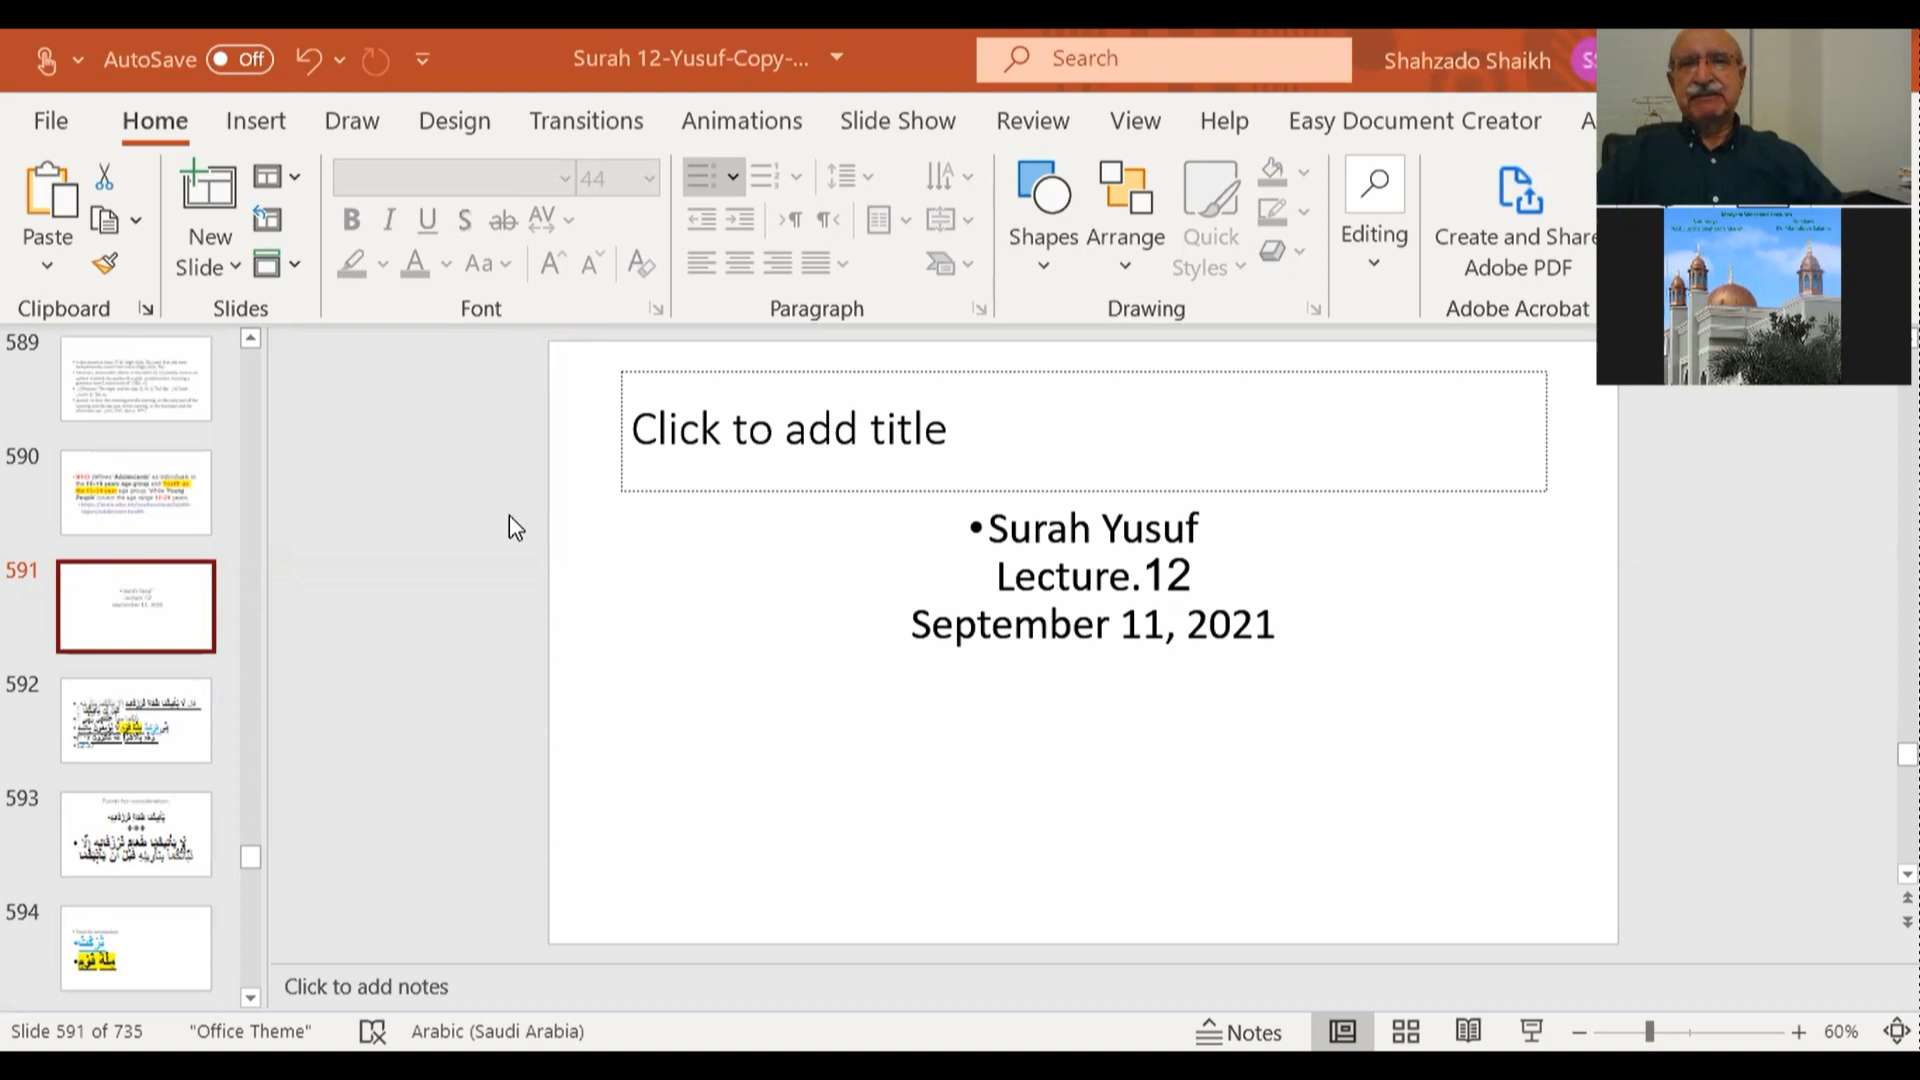 AutoSave
Off
Surah 12-Yusuf-Copy-...
Search
Shahzado Shaikh
File
Home
Insert
Draw
Design
Transitions
Animations
Slide Show
Review
View
Help
Easy Document Creator
Paste
New
Slide
44
B I U S ab AV
A Aa A A A
Shapes
Arrange
Quick
Styles
Editing
Create and Share
Adobe PDF
Clipboard
Slides
Font
Paragraph
Drawing
Adobe Acrobat
589
590
591
592
593
594
Click to add title
•Surah Yusuf
Lecture.12
September 11, 2021
Click to add notes
Slide 591 of 735
"Office Theme"
Arabic (Saudi Arabia)
Notes
60%